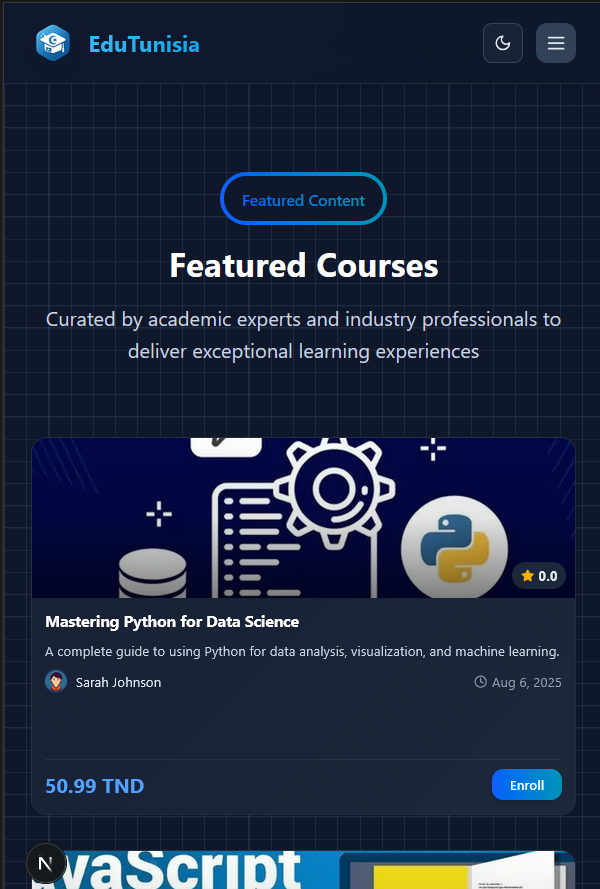 EduTunisia
Featured Content
Featured Courses
Curated by academic experts and industry professionals to
deliver exceptional learning experiences
0.0
Mastering Python for Data Science
A complete guide to using Python for data analysis, visualization, and machine learning.
Sarah Johnson
Aug 6, 2025
50.99 TND
Enroll
N
vaScript